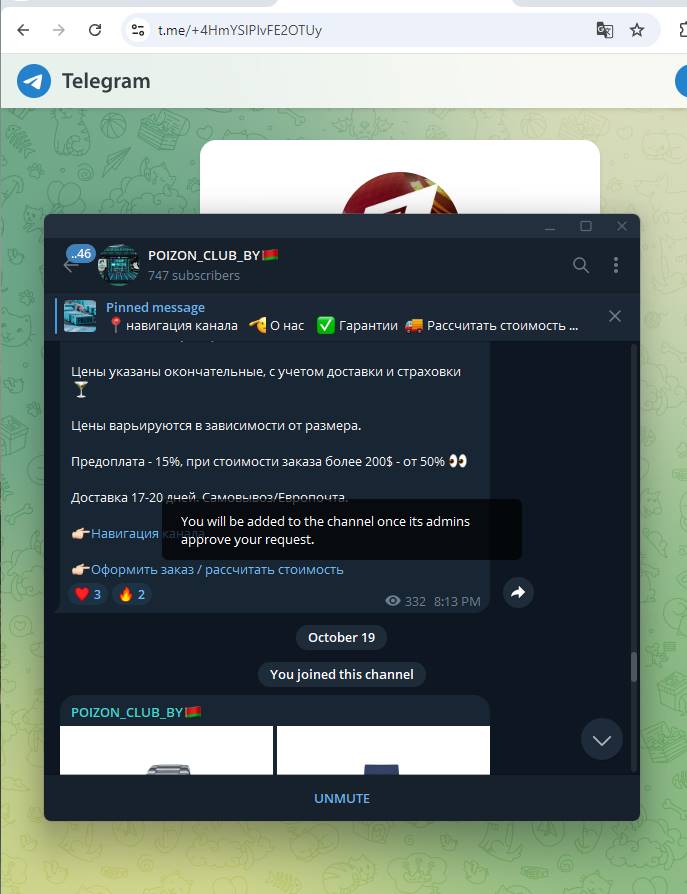 t.me/+4HmYSIPlvFE2OTUy
Telegram
..46
POIZON_CLUB_BY🇧🇾
747 subscribers
Pinned message
📍навигация канала 🫡О нас ✅Гарантии 🚚Рассчитать стоимость ...
Цены указаны окончательные, с учетом доставки и страховки
🍸
Цены варьируются в зависимости от размера.
Предоплата - 15%, при стоимости заказа более 200$ - от 50% 👀
Доставка 17-20 дней. Самовывоз/Европочта.
You will be added to the channel once its admins
approve your request.
👉🏻Навигация канала
👉🏻Оформить заказ / рассчитать стоимость
❤️ 3 🔥 2
332 8:13 PM
October 19
You joined this channel
POIZON_CLUB_BY🇧🇾
UNMUTE